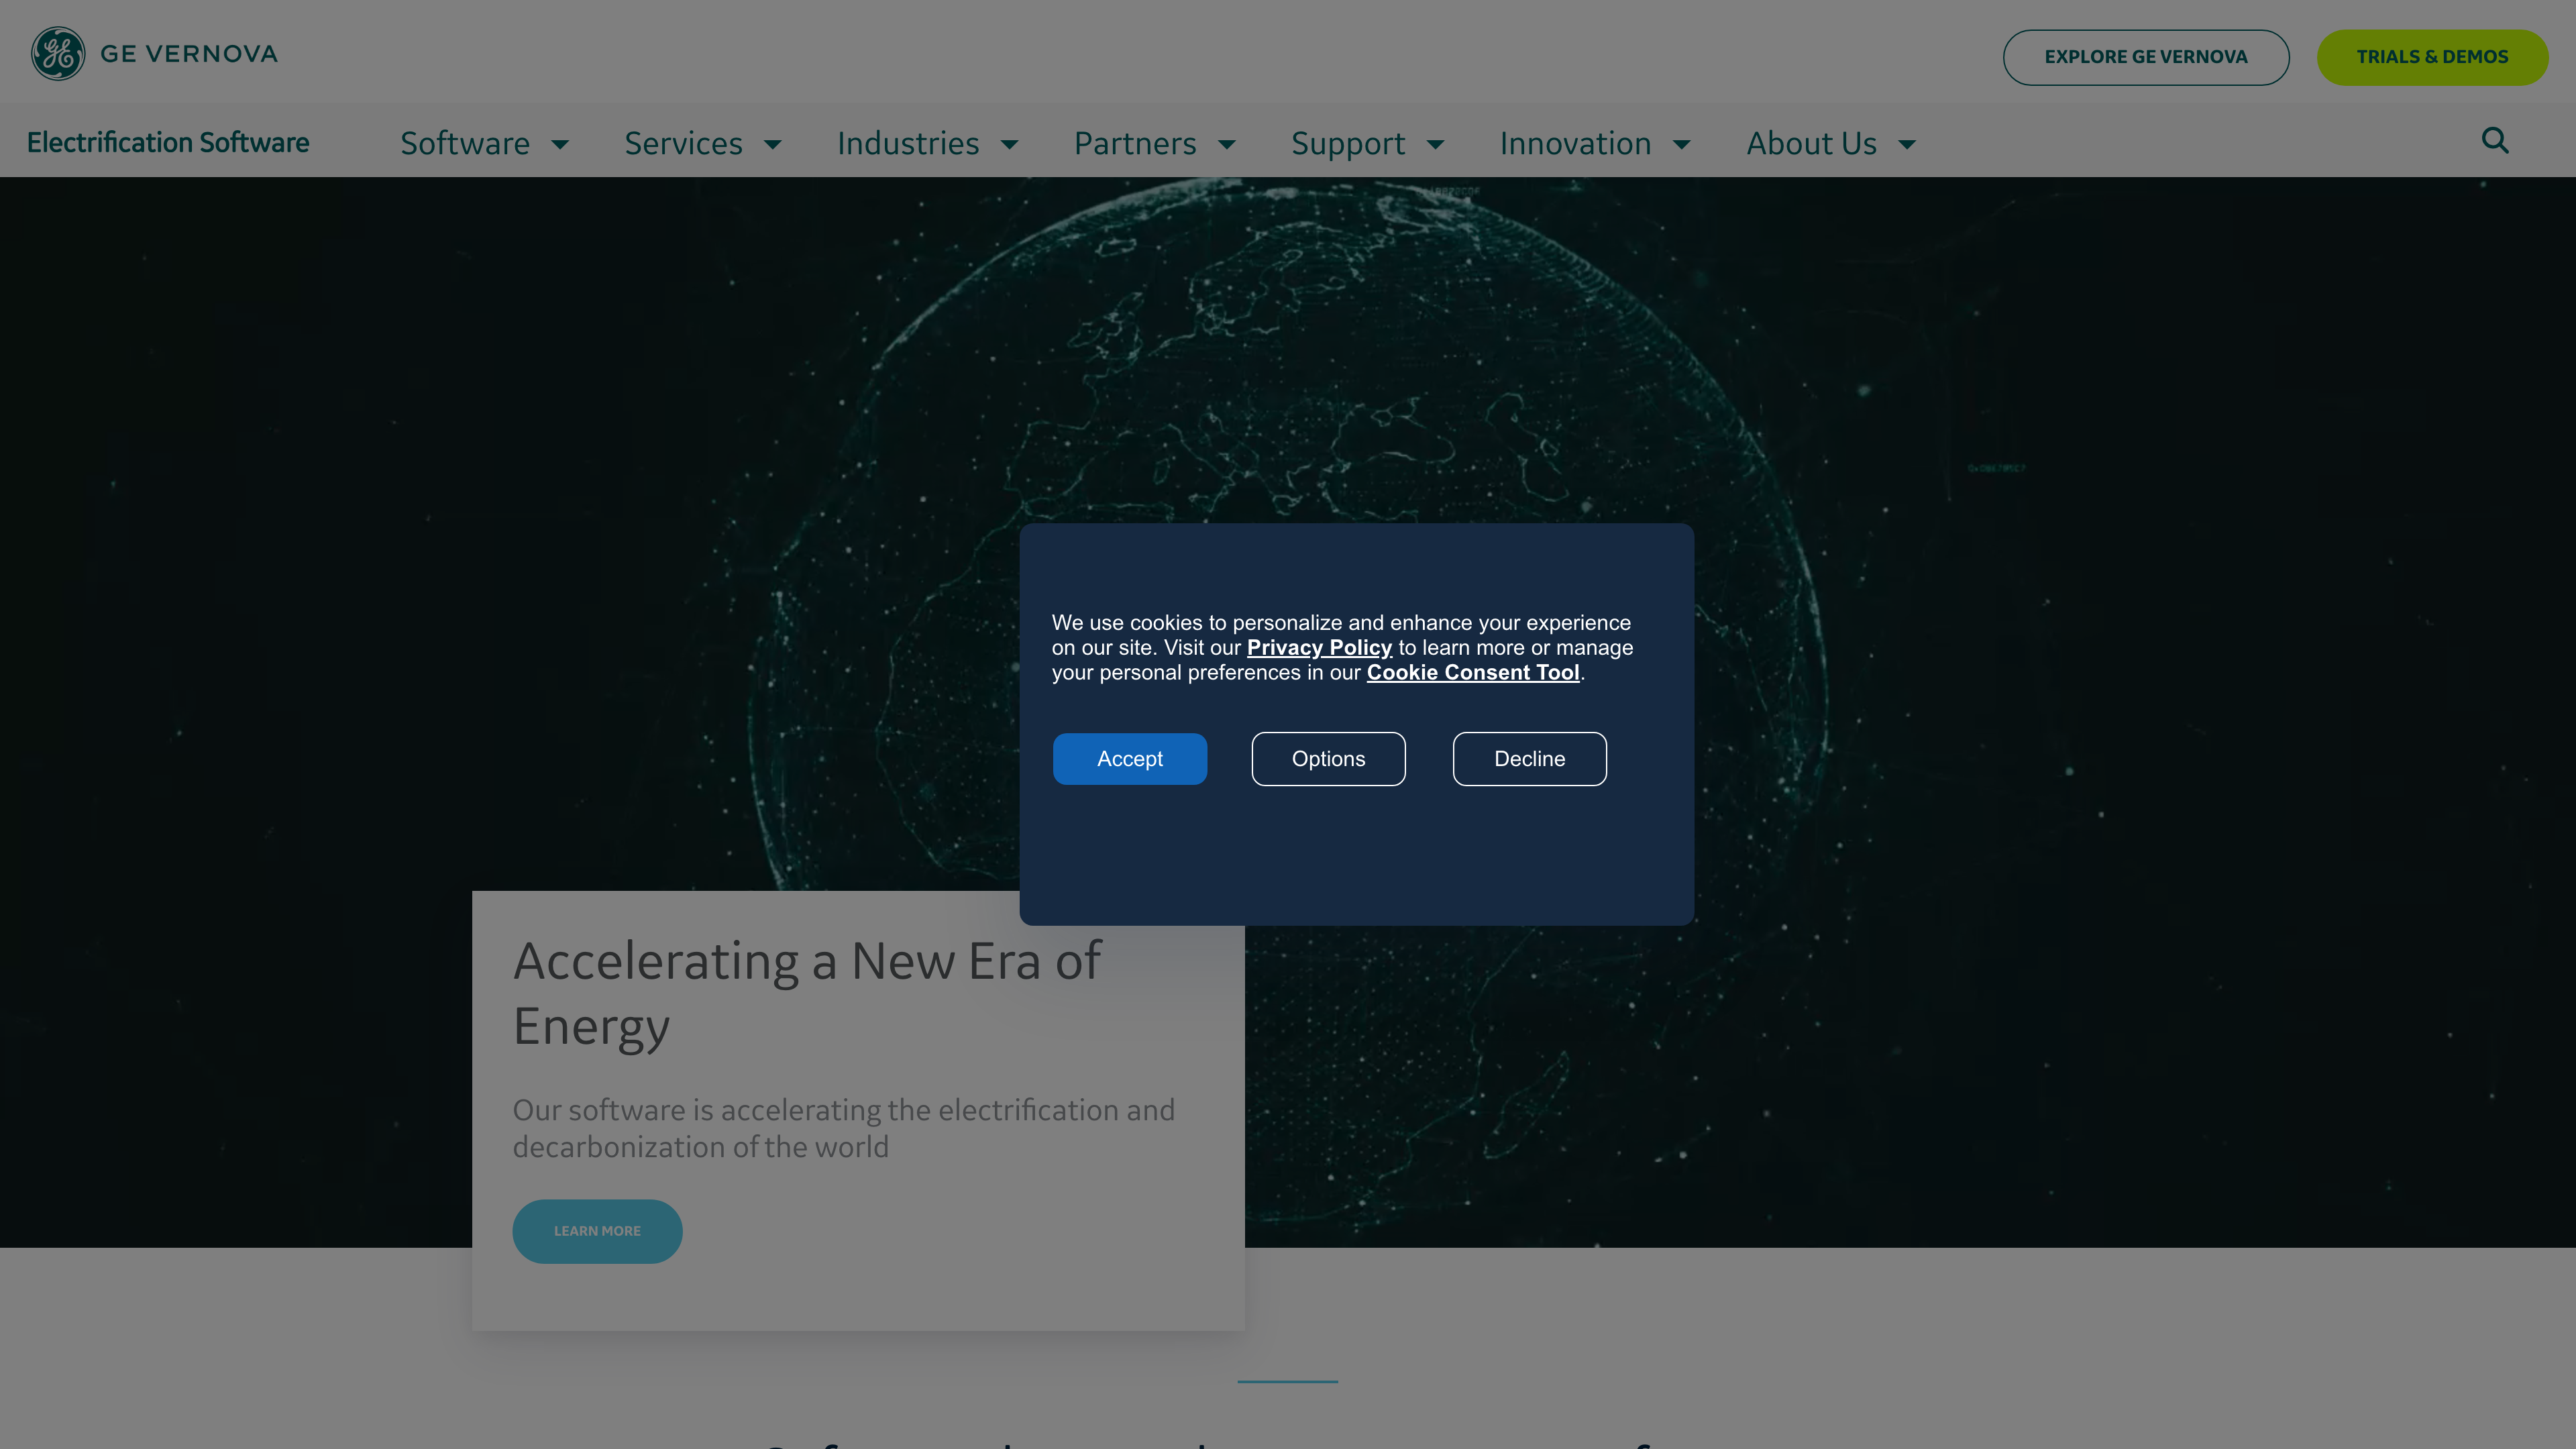 GE VERNOVA
EXPLORE GE VERNOVA
TRIALS & DEMOS
Electrification Software
Software
Services
Industries
Partners
Support
Innovation
About Us
We use cookies to personalize and enhance your experience
on our site. Visit our Privacy Policy to learn more or manage
your personal preferences in our Cookie Consent Tool.
Accept
Options
Decline
Accelerating a New Era of
Energy
Our software is accelerating the electrification and
decarbonization of the world
LEARN MORE